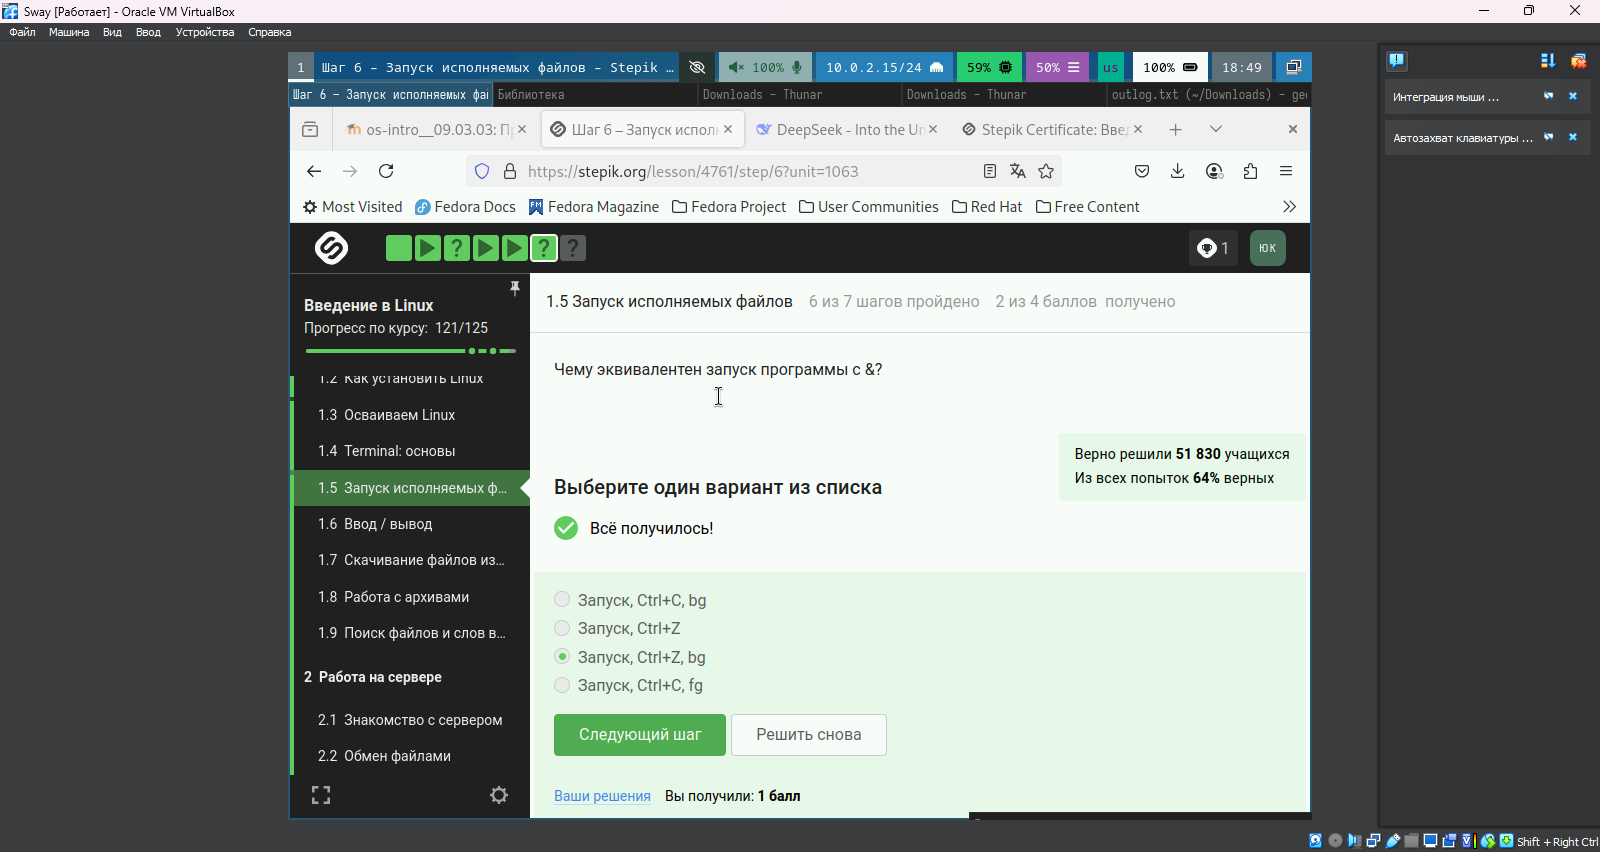 Sway [Работает] - Oracle VM VirtualBox
Файл Машина Вид Ввод Устройства Справка
1 Шаг 6 – Запуск исполняемых файлов – Stepik … 100% 10.0.2.15/24 59% 50% us 100% 18:49
Шаг 6 – Запуск исполняемых фай Библиотека Downloads – Thunar Downloads – Thunar outlog.txt (~/Downloads) – ge
os-intro__09.03.03: П Шаг 6 – Запуск испол DeepSeek - Into the Un Stepik Certificate: Вве
https://stepik.org/lesson/4761/step/6?unit=1063
Most Visited Fedora Docs Fedora Magazine Fedora Project User Communities Red Hat Free Content
? ? ? 1 ЮК
Введение в Linux
Прогресс по курсу: 121/125
1.2 Как установить Linux
1.3 Осваиваем Linux
1.4 Terminal: основы
1.5 Запуск исполняемых ф...
1.6 Ввод / вывод
1.7 Скачивание файлов из...
1.8 Работа с архивами
1.9 Поиск файлов и слов в...
2 Работа на сервере
2.1 Знакомство с сервером
2.2 Обмен файлами
1.5 Запуск исполняемых файлов 6 из 7 шагов пройдено 2 из 4 баллов получено
Чему эквивалентен запуск программы с &?
Верно решили 51 830 учащихся
Из всех попыток 64% верных
Выберите один вариант из списка
Всё получилось!
Запуск, Ctrl+C, bg
Запуск, Ctrl+Z
Запуск, Ctrl+Z, bg
Запуск, Ctrl+C, fg
Следующий шаг Решить снова
Ваши решения Вы получили: 1 балл
Интеграция мыши ...
Автозахват клавиатуры ...
Shift + Right Ctrl